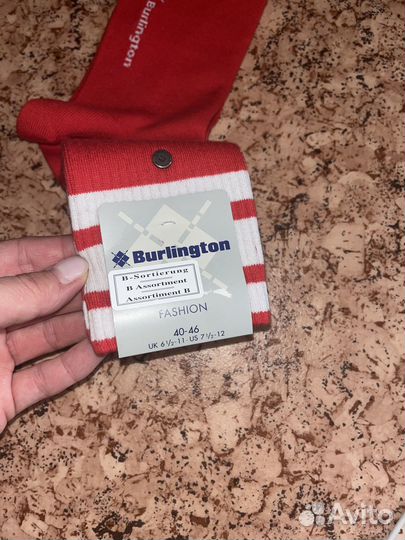 Burlington
Burlington
B-Sortierung
B Assortment
Assortiment B
FASHION
40-46
UK 6 1/2-11 · US 7 1/2-12
Avito